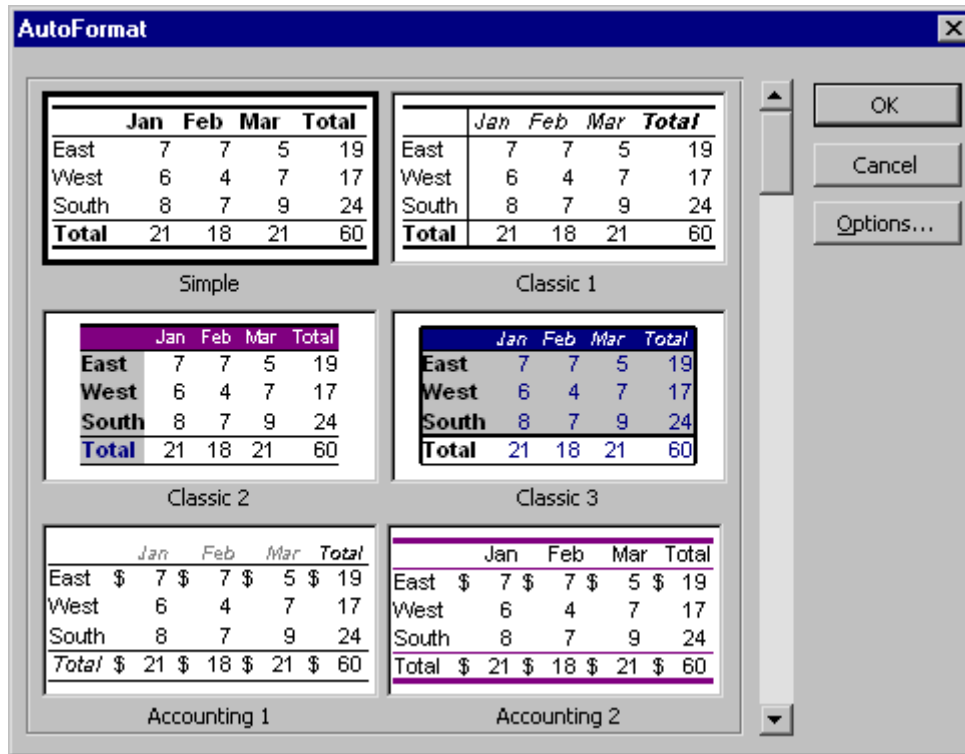 AutoFormat
Jan Feb Mar Total
East 7 7 5 19
West 6 4 7 17
South 8 7 9 24
Total 21 18 21 60
Simple
Jan Feb Mar Total
East 7 7 5 19
West 6 4 7 17
South 8 7 9 24
Total 21 18 21 60
Classic 1
OK
Cancel
Options...
Jan Feb Mar Total
East 7 7 5 19
West 6 4 7 17
South 8 7 9 24
Total 21 18 21 60
Classic 2
Jan Feb Mar Total
East 7 7 5 19
West 6 4 7 17
South 8 7 9 24
Total 21 18 21 60
Classic 3
Jan Feb Mar Total
East $ 7 $ 7 $ 5 $ 19
West 6 4 7 17
South 8 7 9 24
Total $ 21 $ 18 $ 21 $ 60
Accounting 1
Jan Feb Mar Total
East $ 7 $ 7 $ 5 $ 19
West 6 4 7 17
South 8 7 9 24
Total $ 21 $ 18 $ 21 $ 60
Accounting 2